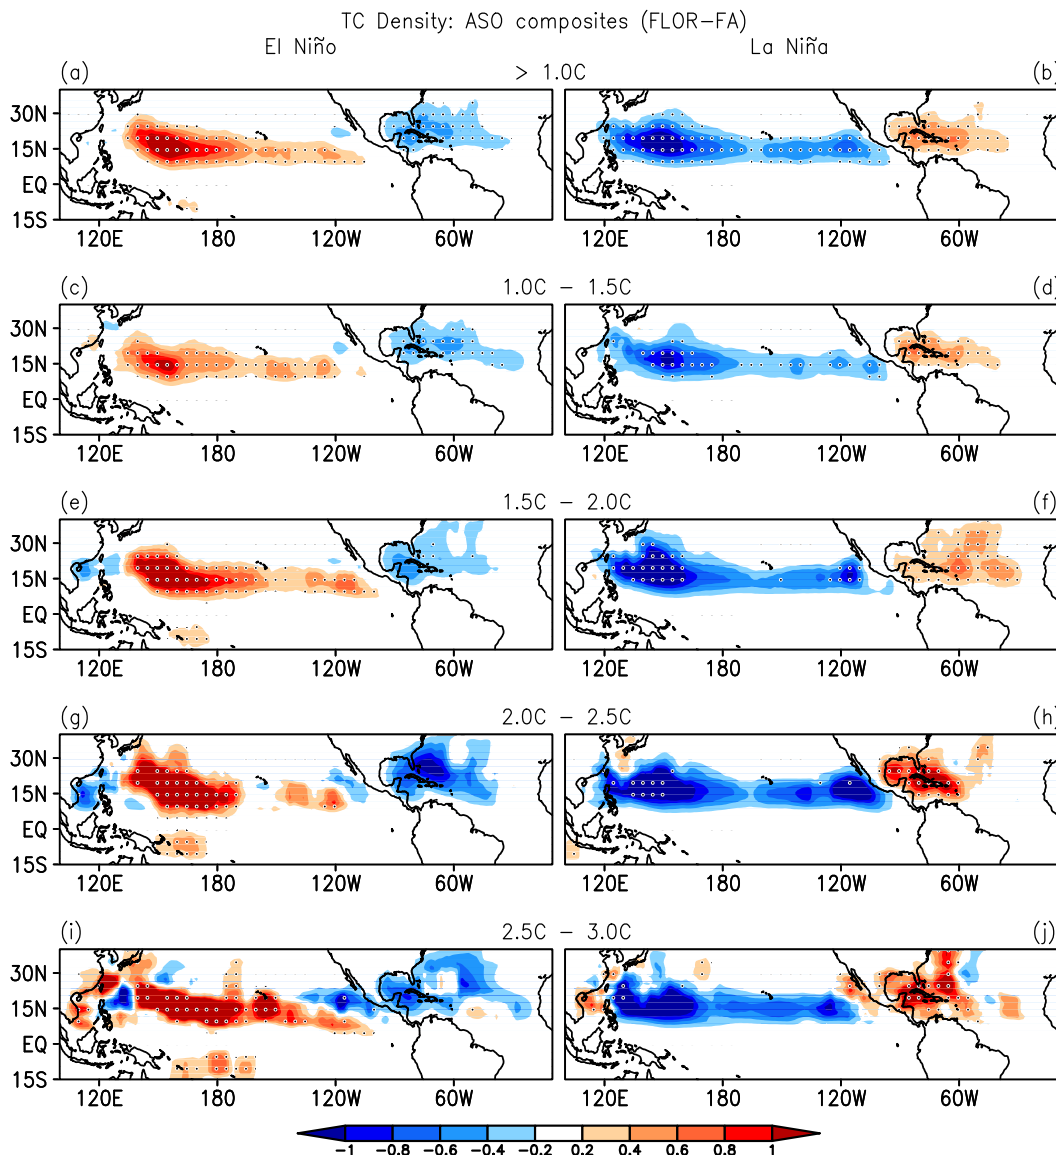 TC Density: ASO composites (FLOR-FA)
El Niño La Niña
(a) > 1.0C (b)
30N
15N
EQ
15S
120E 180 120W 60W 120E 180 120W 60W
(c) 1.0C - 1.5C (d)
30N
15N
EQ
15S
120E 180 120W 60W 120E 180 120W 60W
(e) 1.5C - 2.0C (f)
30N
15N
EQ
15S
120E 180 120W 60W 120E 180 120W 60W
(g) 2.0C - 2.5C (h)
30N
15N
EQ
15S
120E 180 120W 60W 120E 180 120W 60W
(i) 2.5C - 3.0C (j)
30N
15N
EQ
15S
120E 180 120W 60W 120E 180 120W 60W
-1 -0.8 -0.6 -0.4 -0.2 0.2 0.4 0.6 0.8 1